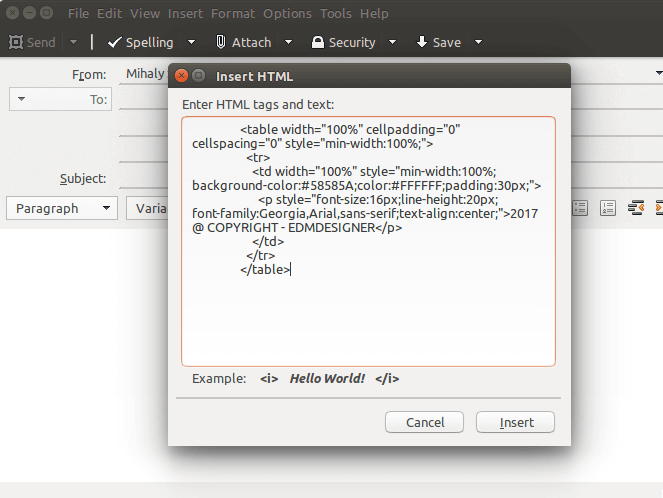 File Edit View Insert Format Options Tools Help
Send Spelling Attach Security Save
From: Mihaly
To:
Subject:
Paragraph Varia
Insert HTML
Enter HTML tags and text:
<table width="100%" cellpadding="0"
cellspacing="0" style="min-width:100%;">
<tr>
<td width="100%" style="min-width:100%;
background-color:#58585A;color:#FFFFFF;padding:30px;">
<p style="font-size:16px;line-height:20px;
font-family:Georgia,Arial,sans-serif;text-align:center;">2017
@ COPYRIGHT - EDMDESIGNER</p>
</td>
</tr>
</table>
Example: <i> Hello World! </i>
Cancel Insert